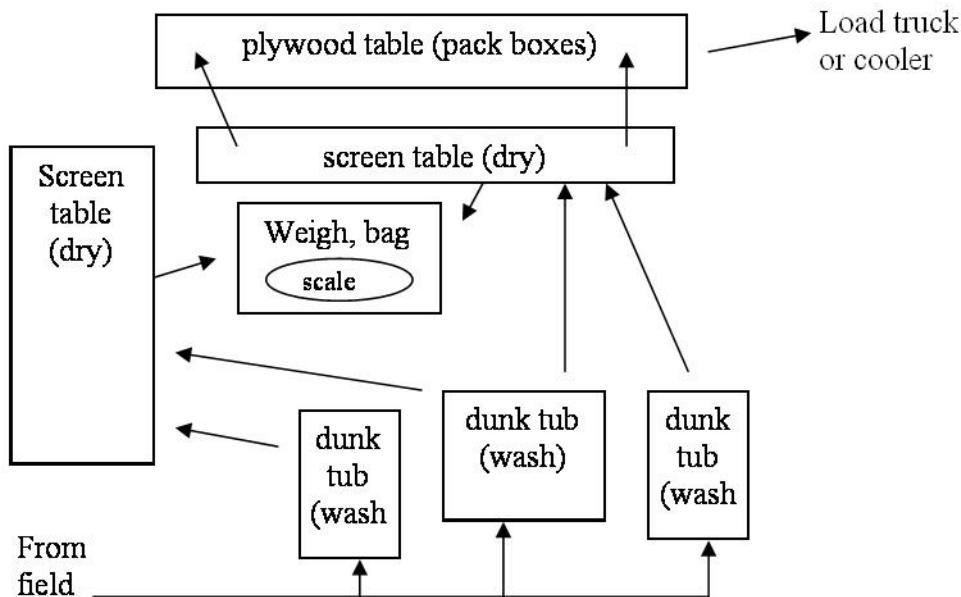 plywood table (pack boxes)
Load truck
or cooler
screen table (dry)
Screen
table
(dry)
Weigh, bag
scale
dunk
tub
(wash
dunk tub
(wash)
dunk
tub
(wash
From
field